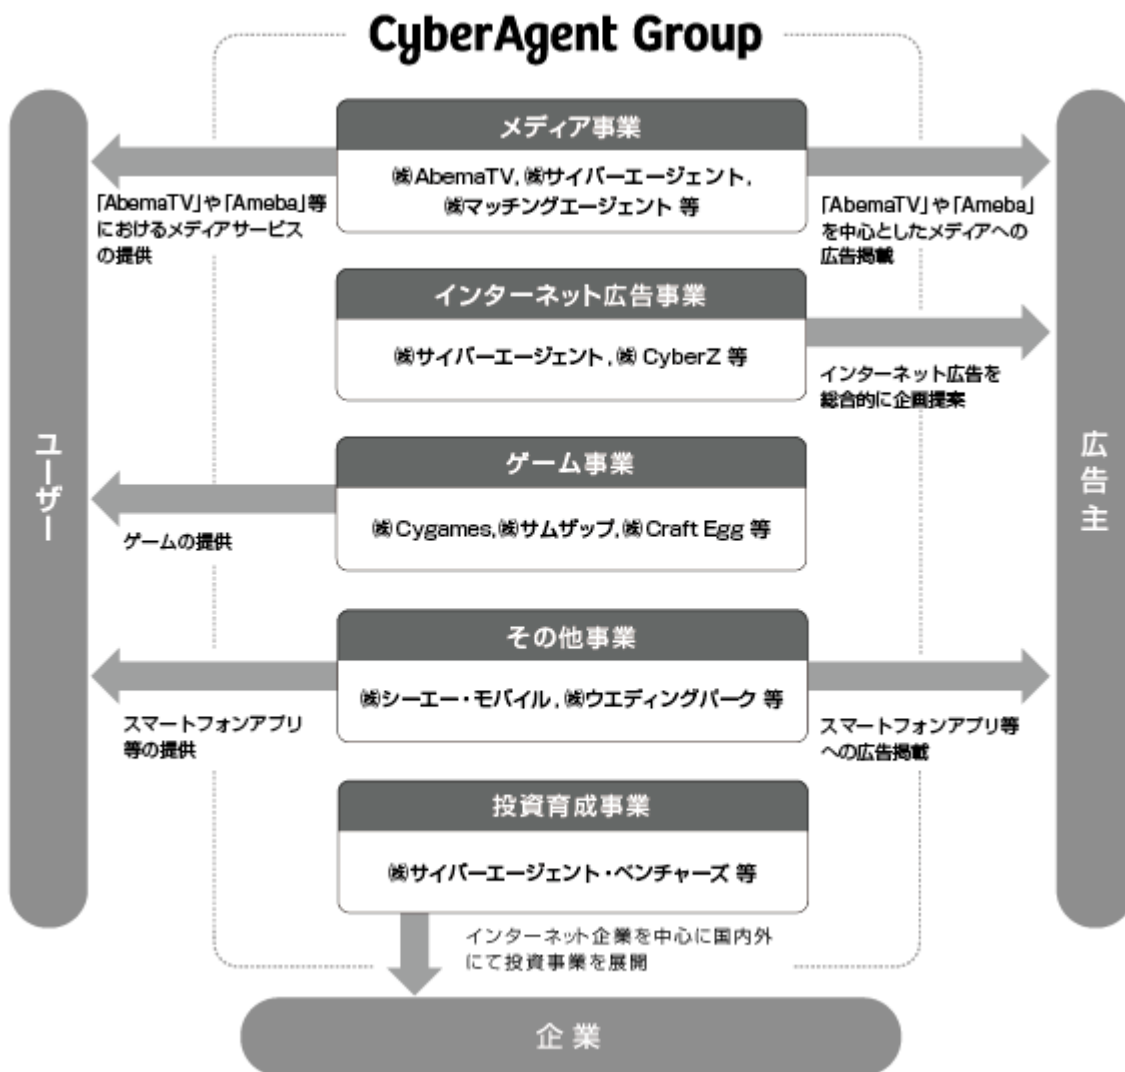 CyberAgent Group
メディア事業
㈱AbemaTV, ㈱サイバーエージェント,
㈱マッチングエージェント 等
「AbemaTV」や「Ameba」等
におけるメディアサービス
の提供
「AbemaTV」や「Ameba」
を中心としたメディアへの
広告掲載
インターネット広告事業
㈱サイバーエージェント, ㈱ CyberZ 等
インターネット広告を
総合的に企画提案
ユーザー
広告主
ゲーム事業
㈱Cygames,㈱サムザップ,㈱Craft Egg 等
ゲームの提供
その他事業
㈱シーエー・モバイル, ㈱ウエディングパーク 等
スマートフォンアプリ
等の提供
スマートフォンアプリ等
への広告掲載
投資育成事業
㈱サイバーエージェント・ベンチャーズ 等
インターネット企業を中心に国内外
にて投資事業を展開
企業